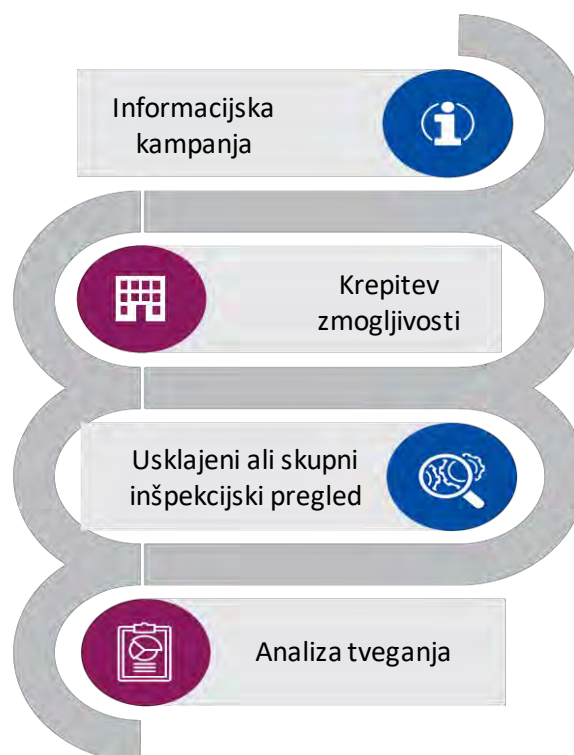 Informacijska
kampanja
Krepitev
zmogljivosti
Usklajeni ali skupni
inšpekcijski pregled
Analiza tveganja